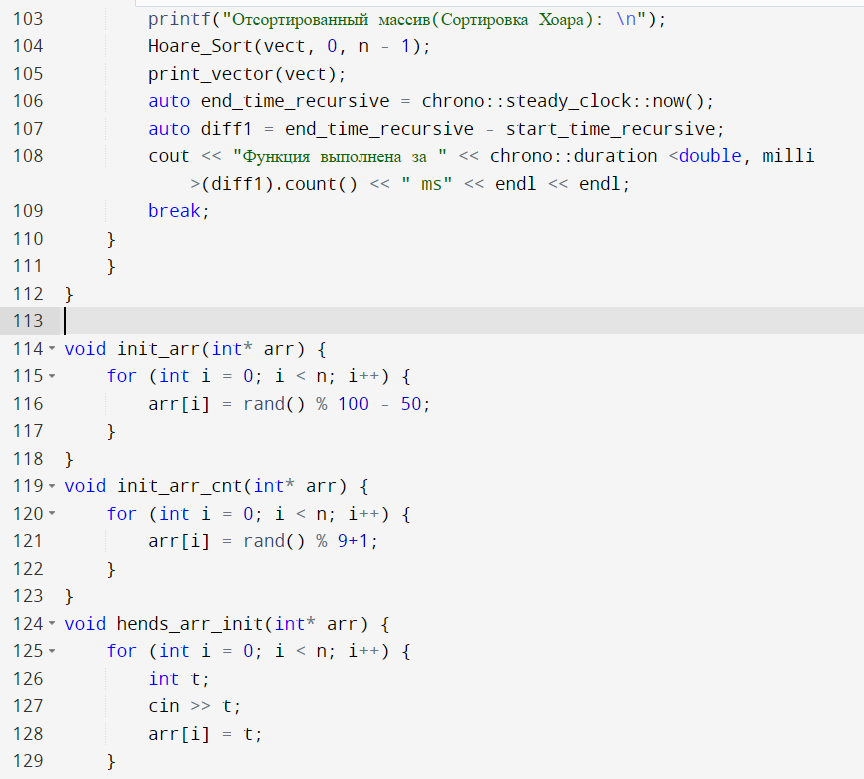 103 printf("Отсортированный массив(Сортировка Хоара): \n");
104 Hoare_Sort(vect, 0, n - 1);
105 print_vector(vect);
106 auto end_time_recursive = chrono::steady_clock::now();
107 auto diff1 = end_time_recursive - start_time_recursive;
108 cout << "Функция выполнена за " << chrono::duration <double, milli
>(diff1).count() << " ms" << endl << endl;
109 break;
110 }
111 }
112 }
113
114 void init_arr(int* arr) {
115 for (int i = 0; i < n; i++) {
116 arr[i] = rand() % 100 - 50;
117 }
118 }
119 void init_arr_cnt(int* arr) {
120 for (int i = 0; i < n; i++) {
121 arr[i] = rand() % 9+1;
122 }
123 }
124 void hends_arr_init(int* arr) {
125 for (int i = 0; i < n; i++) {
126 int t;
127 cin >> t;
128 arr[i] = t;
129 }